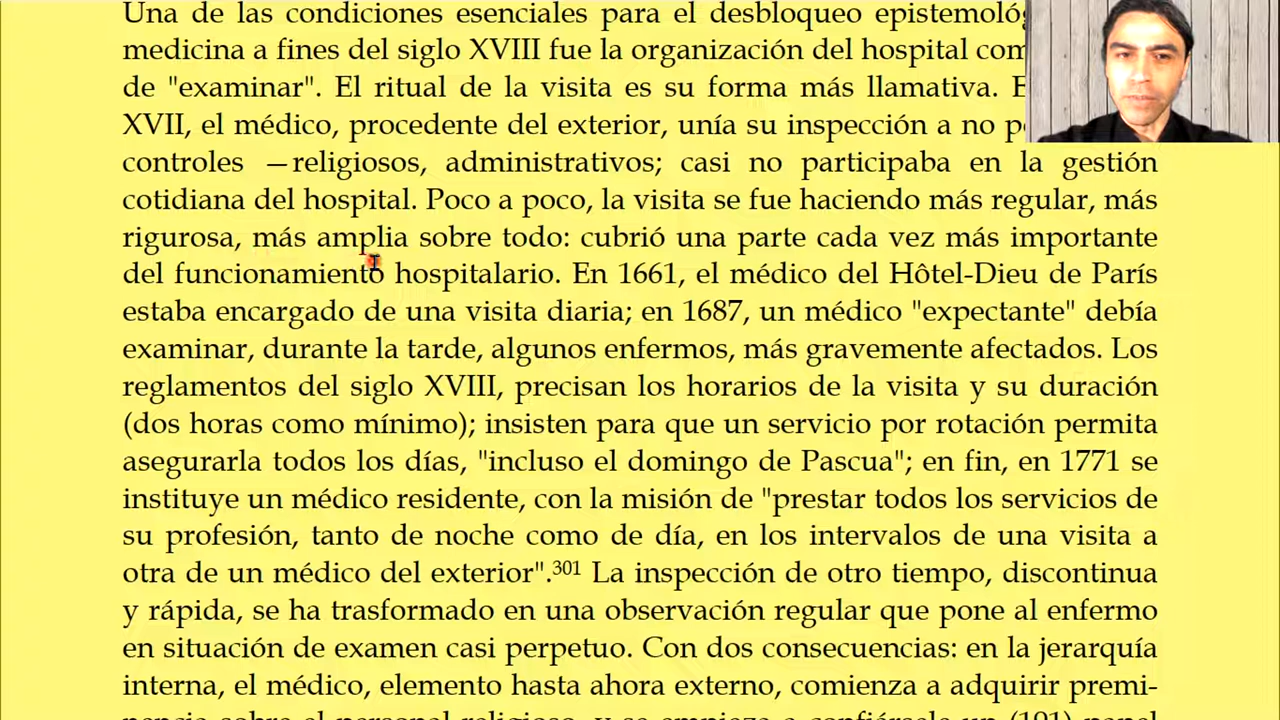 Una de las condiciones esenciales para el desbloqueo
medicina a fines del siglo XVIII fue la organización del hospital
de "examinar". El ritual de la visita es su forma más llamativa.
XVII, el médico, procedente del exterior, unía su inspección a no
controles —religiosos, administrativos; casi no participaba en la gestión
cotidiana del hospital. Poco a poco, la visita se fue haciendo más regular, más
rigurosa, más amplia sobre todo: cubrió una parte cada vez más importante
del funcionamiento hospitalario. En 1661, el médico del Hôtel-Dieu de París
estaba encargado de una visita diaria; en 1687, un médico "expectante" debía
examinar, durante la tarde, algunos enfermos, más gravemente afectados. Los
reglamentos del siglo XVIII, precisan los horarios de la visita y su duración
(dos horas como mínimo); insisten para que un servicio por rotación permita
asegurarla todos los días, "incluso el domingo de Pascua"; en fin, en 1771 se
instituye un médico residente, con la misión de "prestar todos los servicios de
su profesión, tanto de noche como de día, en los intervalos de una visita a
otra de un médico del exterior".301 La inspección de otro tiempo, discontinua
y rápida, se ha trasformado en una observación regular que pone al enfermo
en situación de examen casi perpetuo. Con dos consecuencias: en la jerarquía
interna, el médico, elemento hasta ahora externo, comienza a adquirir premi-